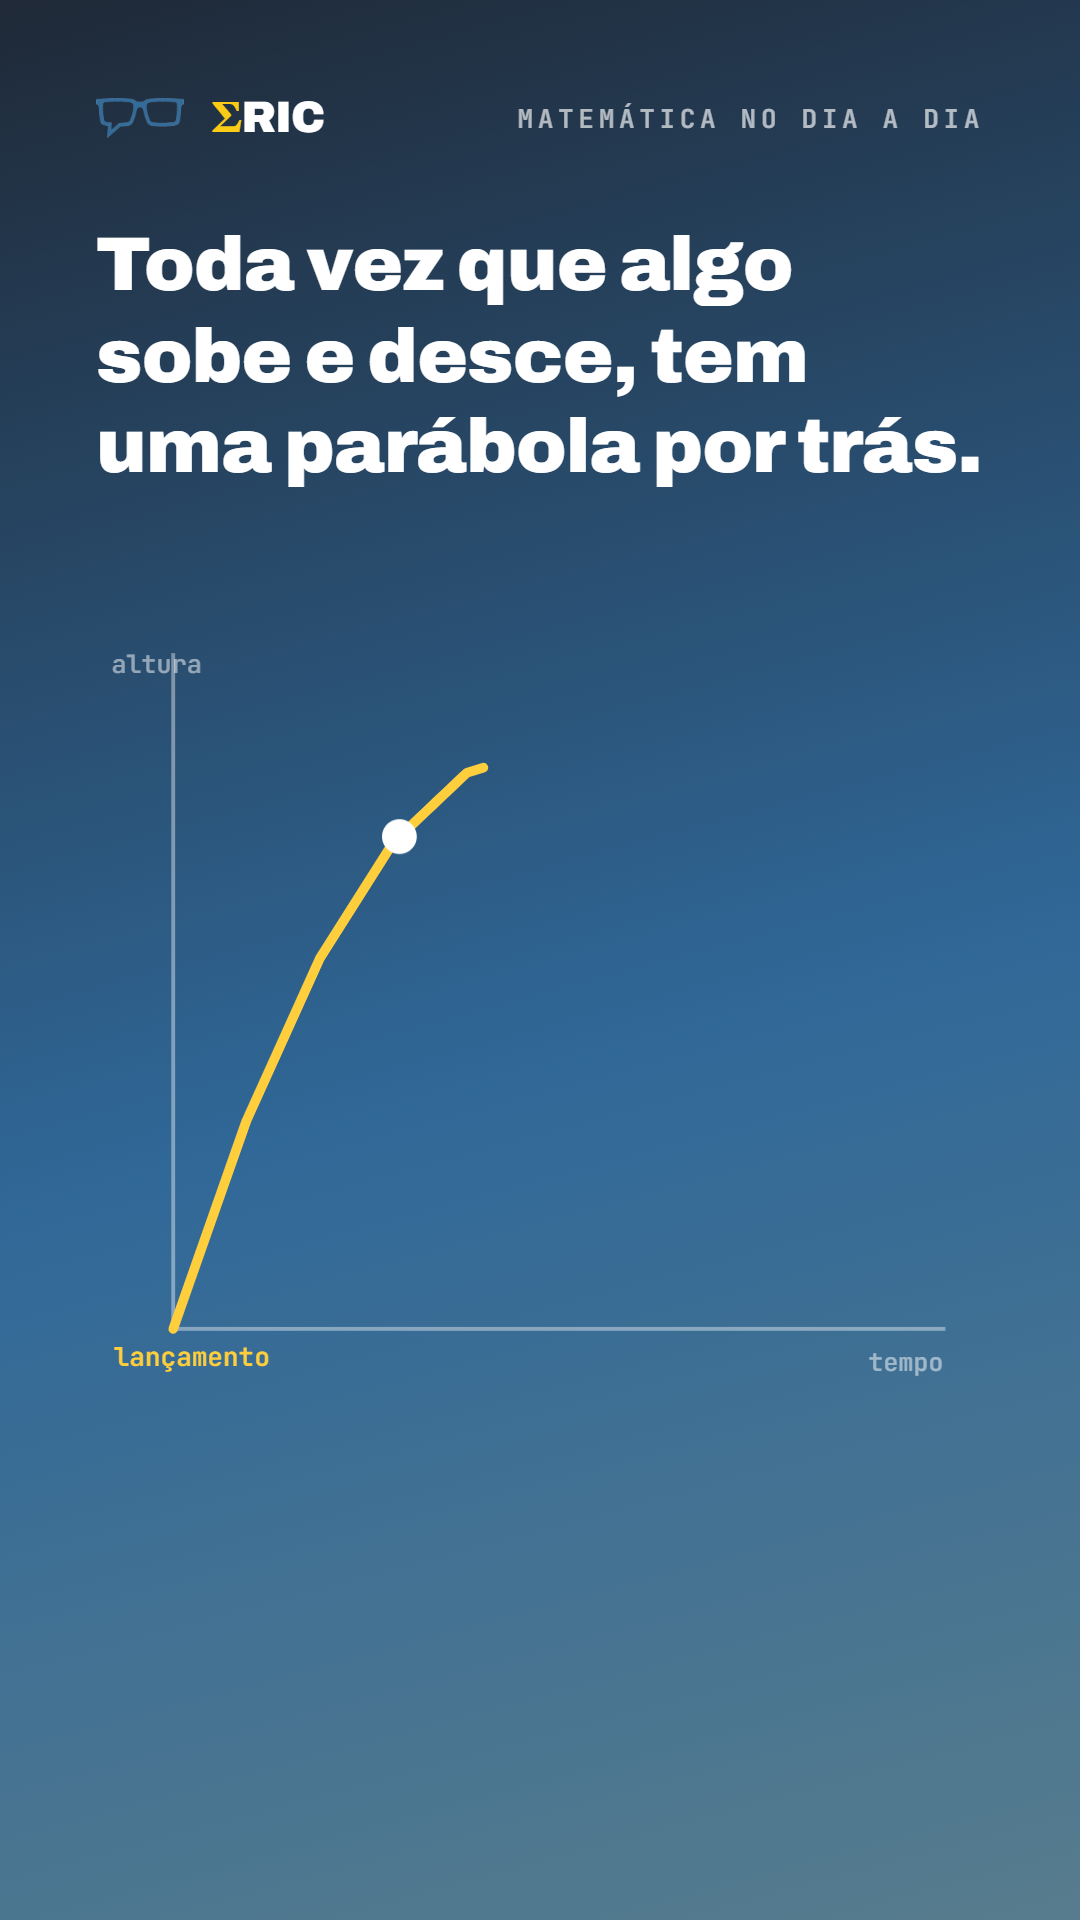 ΣRIC
MATEMÁTICA NO DIA A DIA
Toda vez que algo
sobe e desce, tem
uma parábola por trás.
altura
lançamento
tempo